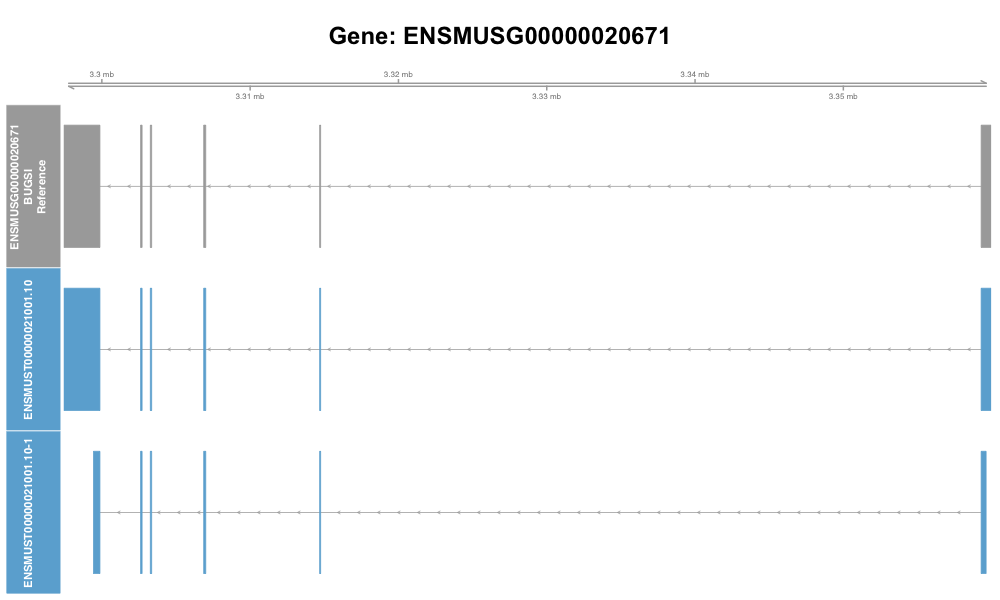 Gene: ENSMUSG00000020671
3.3 mb
3.32 mb
3.34 mb
3.31 mb
3.33 mb
3.35 mb
ENSMUSG00000020671
BUGSI
Reference
ENSMUST00000021001.10
ENSMUST00000021001.10-1